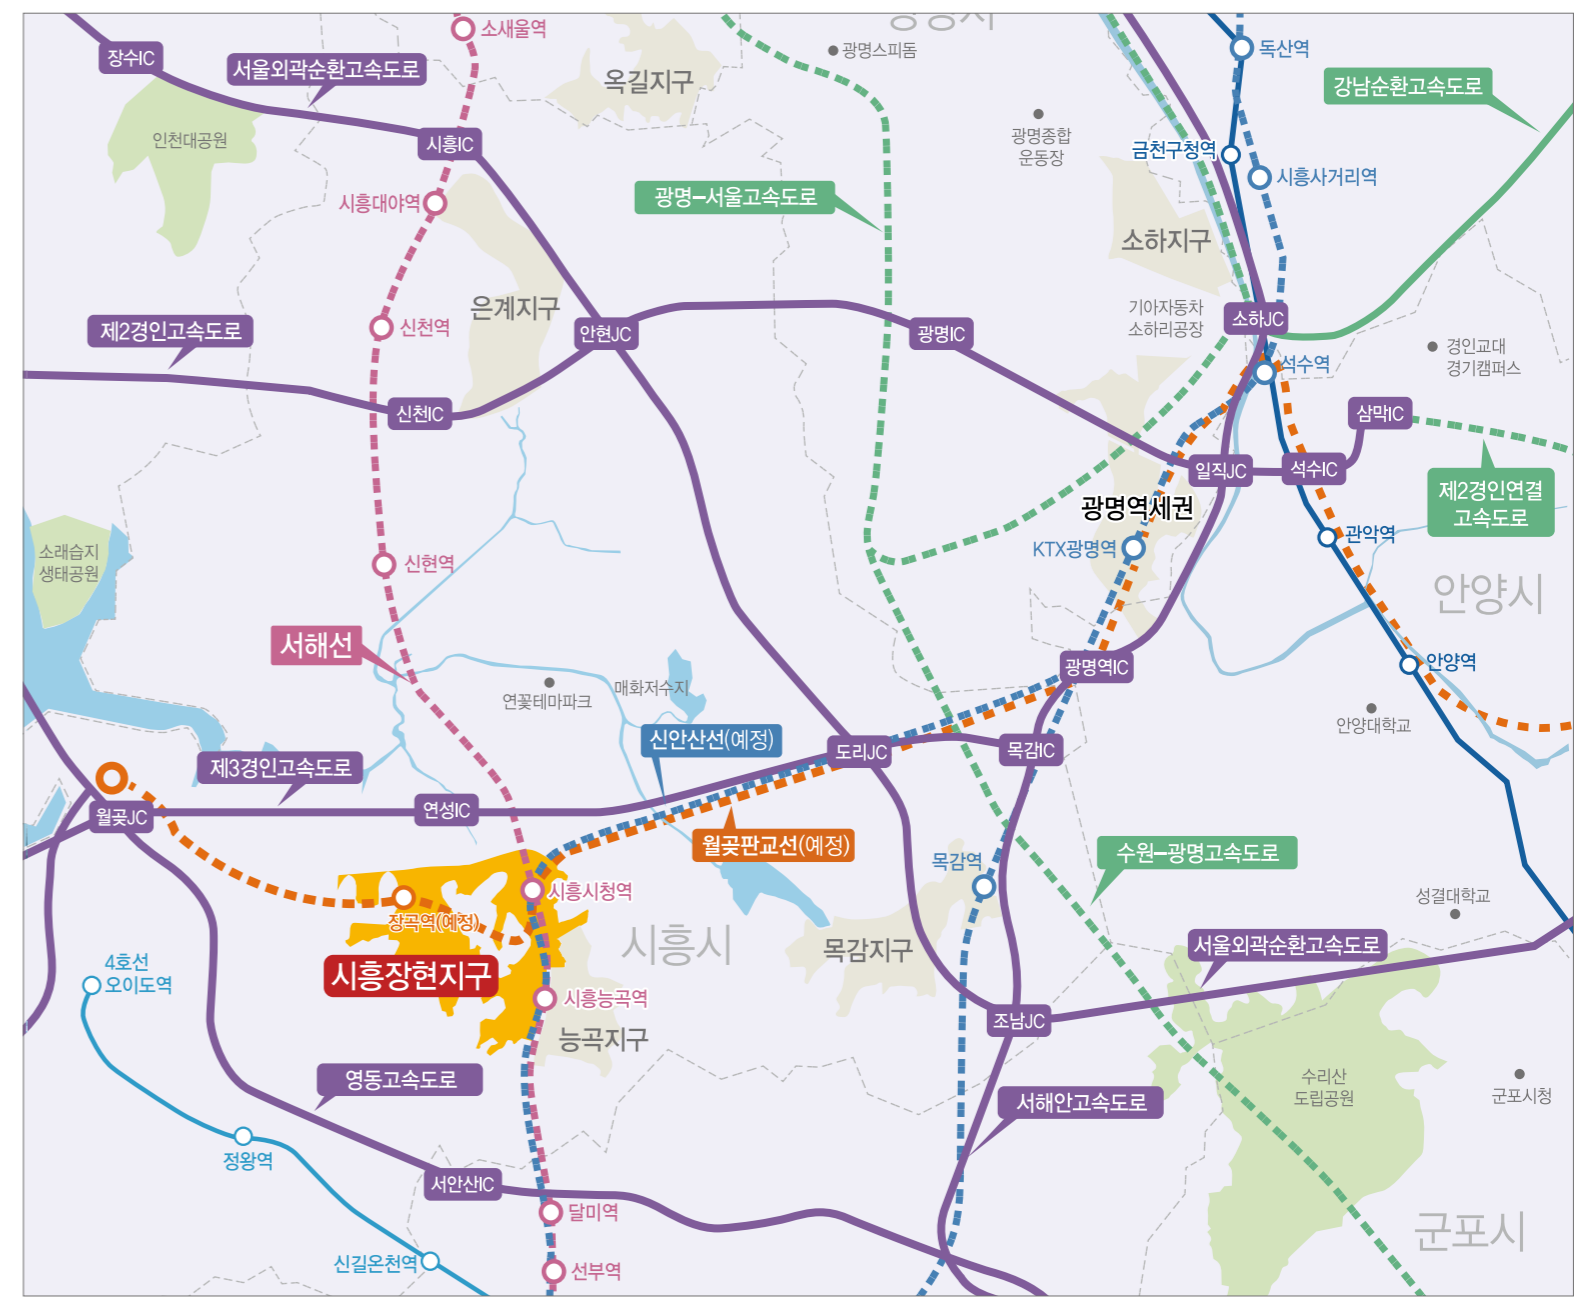 소새울역
광명스피돔
독산역
장수IC
서울외곽순환고속도로
옥길지구
강남순환고속도로
인천대공원
시흥IC
광명종합
운동장
금천구청역
시흥사거리역
시흥대야역
광명-서울고속도로
소하지구
은계지구
기아자동차
소하리공장
소하JC
제2경인고속도로
신천역
안현JC
광명IC
경인교대
경기캠퍼스
석수역
신천IC
삼막IC
일직JC
석수IC
제2경인연결
고속도로
광명역세권
관악역
KTX광명역
소래습지
생태공원
신현역
안양시
서해선
광명역IC
안양역
연꽃테마파크
매화저수지
안양대학교
신안산선(예정)
도리JC
목감IC
제3경인고속도로
월곶JC
연성IC
월곶판교선(예정)
목감역
수원-광명고속도로
시흥시청역
장곡역(예정)
성결대학교
시흥시
목감지구
서울외곽순환고속도로
4호선
오이도역
시흥장현지구
시흥능곡역
조남JC
능곡지구
영동고속도로
서해안고속도로
수리산
도립공원
군포시청
정왕역
서안산IC
달미역
군포시
신길온천역
선부역